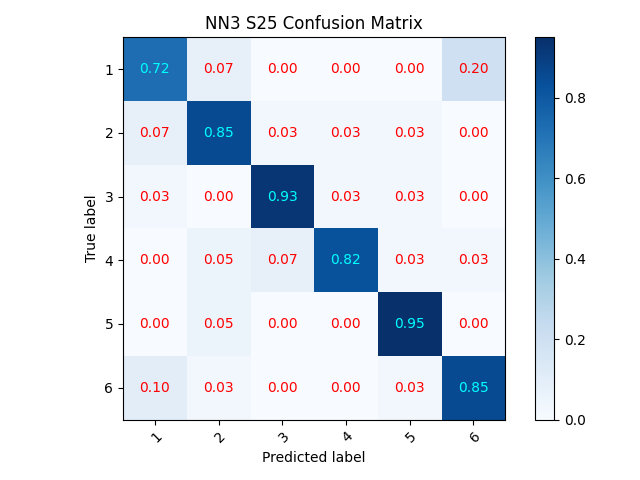 NN3 S25 Confusion Matrix
1 0.72 0.07 0.00 0.00 0.00 0.20
2 0.07 0.85 0.03 0.03 0.03 0.00
3 0.03 0.00 0.93 0.03 0.03 0.00
4 0.00 0.05 0.07 0.82 0.03 0.03
5 0.00 0.05 0.00 0.00 0.95 0.00
6 0.10 0.03 0.00 0.00 0.03 0.85
1 2 3 4 5 6
True label
Predicted label
0.8
0.6
0.4
0.2
0.0